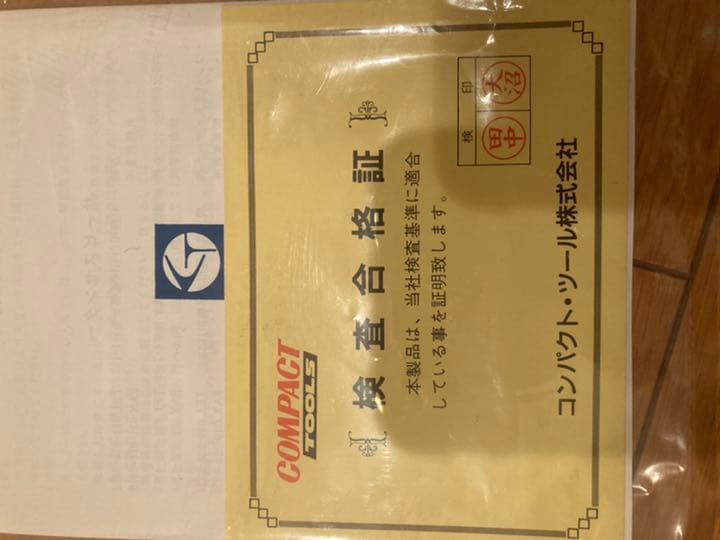 COMPACT
TOOLS
検査合格証
本製品は、当社検査基準に適合
している事を証明致します。
検 印
田中 大沼
コンパクト・ツール株式会社